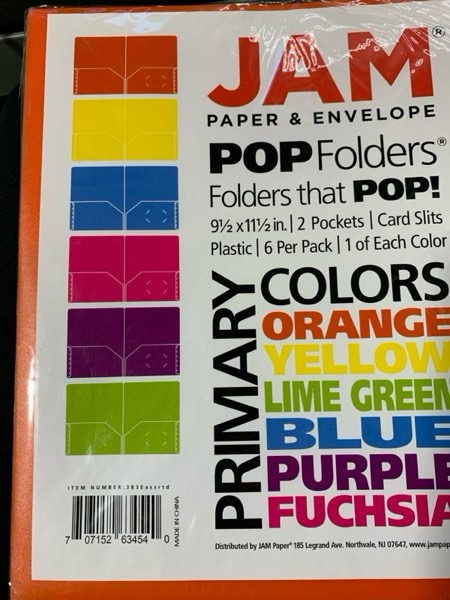 JAM®
PAPER & ENVELOPE
POP Folders®
Folders that POP!
9½ x 11½ in. | 2 Pockets | Card Slits
Plastic | 6 Per Pack | 1 of Each Color
PRIMARY
COLORS
ORANGE
YELLOW
LIME GREEN
BLUE
PURPLE
FUCHSIA
ITEM NUMBER:383Eassrtd
MADE IN CHINA
7 07152 63454 0
Distributed by JAM Paper® 185 Legrand Ave. Northvale, NJ 07647, www.jampap